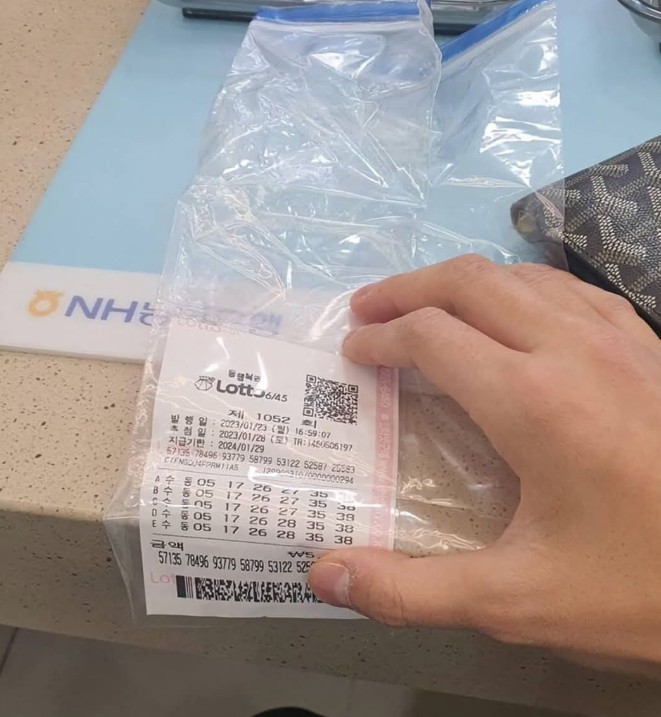 NH
동행복권
Lotto 6/45
제 1052 회
발 행 일 : 2023/01/23 (월) 16:59:07
추 첨 일 : 2023/01/28 (토)
지급기한 : 2024/01/29
57135 78496 93779 58799 53122 52587
A 수 동 05 17 26 27 35 38
B 수 동 05 17 26 27 35 38
C 수 동 05 17 26 27 35 38
D 수 동 05 17 26 28 35 38
E 수 동 05 17 26 28 35 38
금액 ₩5
57135 78496 93779 58799 53122